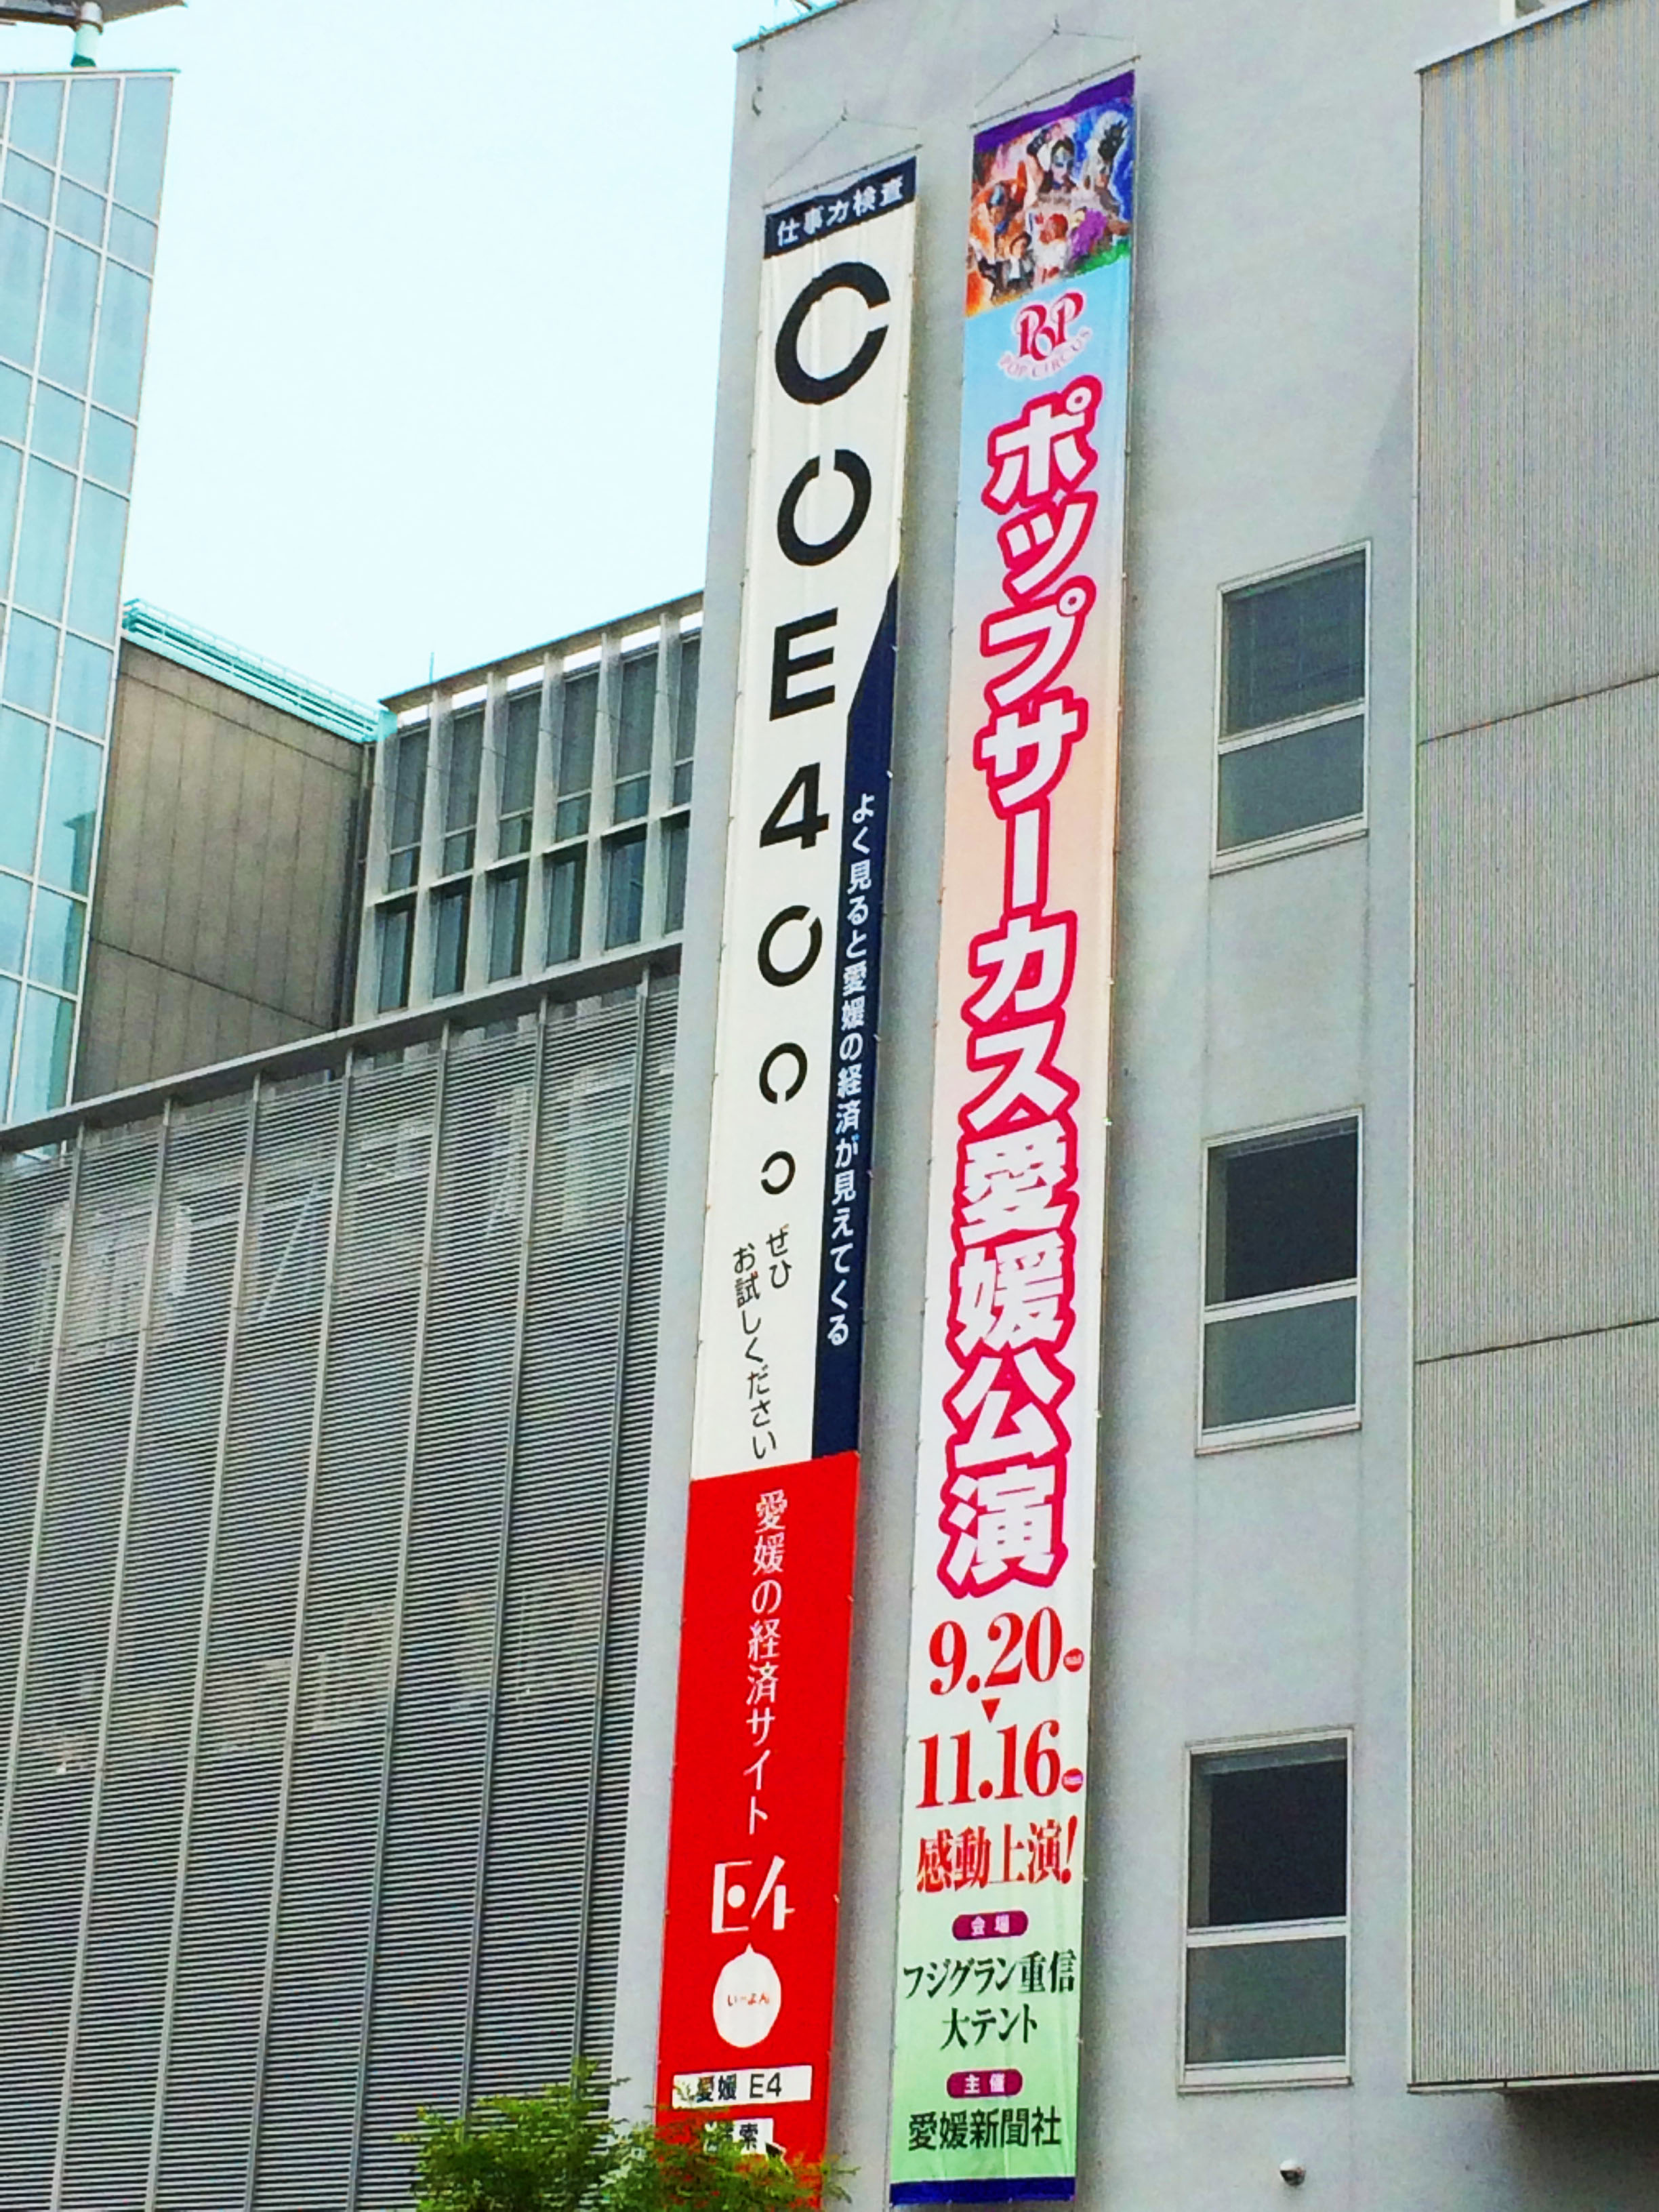 仕事力検査
C
O
E
4
O
よく見ると愛媛の経済が見えてくる
ぜひ
お試しください
愛媛の経済サイト
E4
いーよん
愛媛 E4
POP
POP CIRCUS
ポップサーカス愛媛公演
9.20
▼
11.16
感動上演!
会場
フジグラン重信
大テント
主催
愛媛新聞社